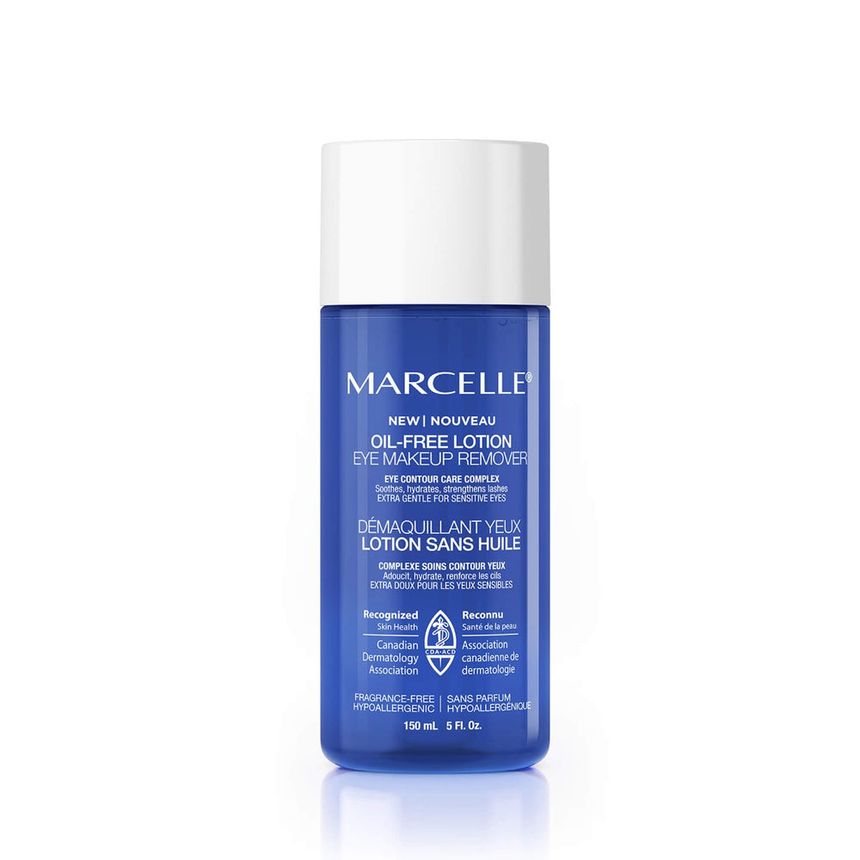 MARCELLE®
NEW | NOUVEAU
OIL-FREE LOTION
EYE MAKEUP REMOVER
EYE CONTOUR CARE COMPLEX
Soothes, hydrates, strengthens lashes
EXTRA GENTLE FOR SENSITIVE EYES
DÉMAQUILLANT YEUX
LOTION SANS HUILE
COMPLEXE SOINS CONTOUR YEUX
Adoucit, hydrate, renforce les cils
EXTRA DOUX POUR LES YEUX SENSIBLES
Recognized
Skin Health
Canadian
Dermatology
Association
CDA-ACD
Reconnu
Santé de la peau
Association
canadienne de
dermatologie
FRAGRANCE-FREE
HYPOALLERGENIC
SANS PARFUM
HYPOALLERGÉNIQUE
150 mL 5 Fl. Oz.